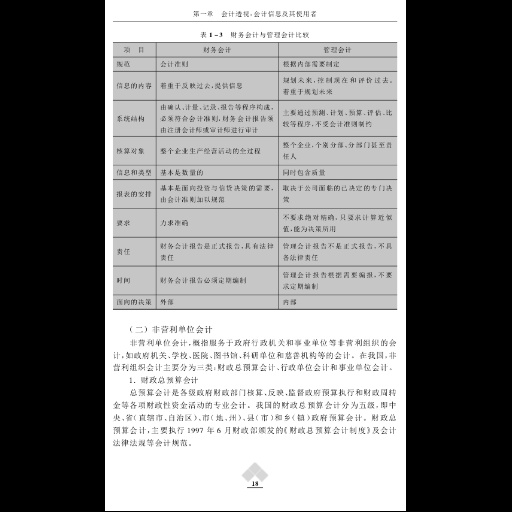 第一章　会计透视:会计信息及其使用者
表 1-3　财务会计与管理会计比较
项　目　财务会计　管理会计
规范　会计准则　根据内部需要制定
信息的内容　着重于反映过去,提供信息　规划未来,控制现在和评价过去,
着重于规划未来
系统结构　由确认、计量、记录、报告等程序构成,
必须符合会计准则,财务会计报告须
由注册会计师或审计师进行审计
主要通过预测、计划、预算、评估、比
较等程序,不受会计准则制约
核算对象　整个企业生产经营活动的全过程　整个企业,个案分部,分部门甚至责
任人
信息和类型　基本是数量的　同时包含质量
报表的安排　基本是面向投资与信贷决策的需要,
由会计准则加以规范
取决于公司面临的已决定的专门决
策
要求　力求准确　不要求绝对精确,只要求计算近似
值,能为决策所用
责任　财务会计报告是正式报告,具有法律
责任
管理会计报告不是正式报告,不具
备法律责任
时间　财务会计报告必须定期编制　管理会计报告根据需要编报,不要
求定期编制
面向的决策　外部　内部
(二)非营利单位会计
非营利单位会计,概指服务于政府行政机关和事业单位等非营利组织的会
计,如政府机关、学校、医院、图书馆、科研单位和慈善机构等的会计。在我国,非
营利组织会计主要分为三类:财政总预算会计、行政单位会计和事业单位会计。
1. 财政总预算会计
总预算会计是各级政府财政部门核算、反映、监督政府预算执行和财政周转
金等各项财政性资金活动的专业会计。我国的财政总预算会计分为五级,即中
央、省(直辖市、自治区)、市(地、州)、县(市)和乡(镇)政府预算会计。财政总
预算会计,主要执行 1997 年 6 月财政部颁发的《财政总预算会计制度》及会计
法律法规等会计规范。
18